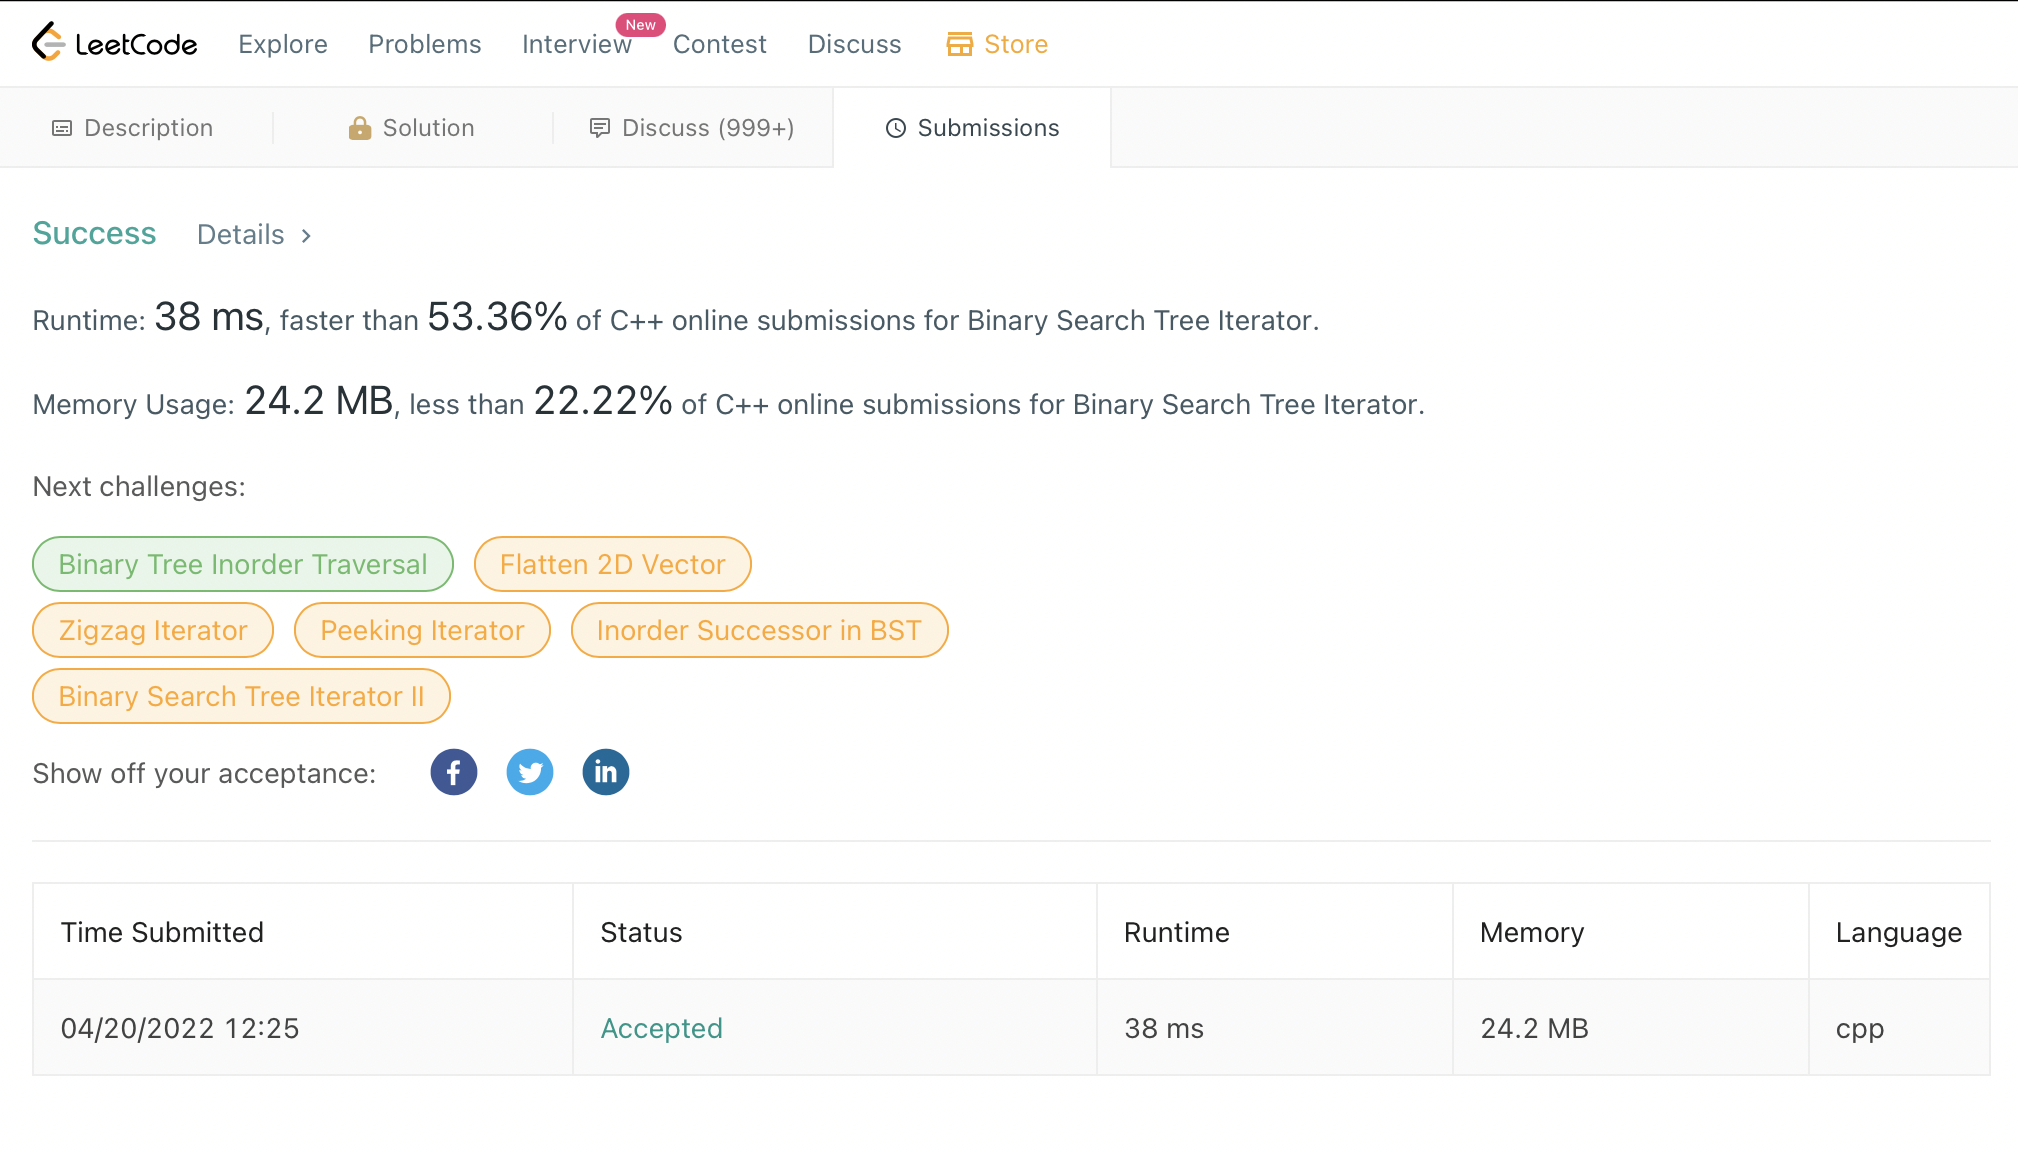 LeetCode Explore Problems Interview New Contest Discuss Store
Description Solution Discuss (999+) Submissions
Success Details >
Runtime: 38 ms, faster than 53.36% of C++ online submissions for Binary Search Tree Iterator.
Memory Usage: 24.2 MB, less than 22.22% of C++ online submissions for Binary Search Tree Iterator.
Next challenges:
Binary Tree Inorder Traversal Flatten 2D Vector
Zigzag Iterator Peeking Iterator Inorder Successor in BST
Binary Search Tree Iterator II
Show off your acceptance:
Time Submitted Status Runtime Memory Language
04/20/2022 12:25 Accepted 38 ms 24.2 MB cpp